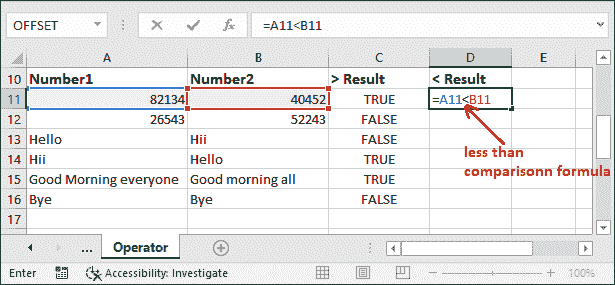 OFFSET =A11<B11
A B C D E
10 Number1 Number2 > Result < Result
11 82134 40452 TRUE =A11<B11
12 26543 52243 FALSE
13 Hello Hii FALSE
14 Hii Hello TRUE
15 Good Morning everyone Good morning all TRUE
16 Bye Bye FALSE
17
less than
comparisonn formula
... Operator
Enter Accessibility: Investigate 100%